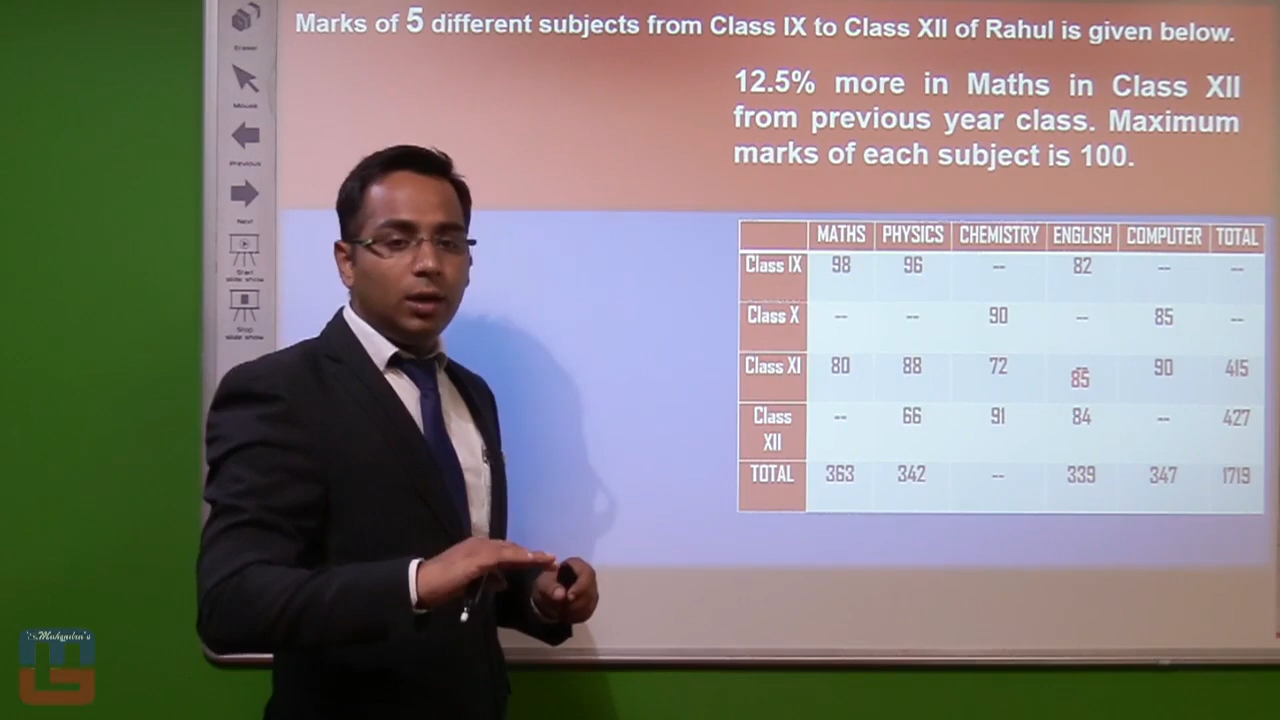 Marks of 5 different subjects from Class IX to Class XII of Rahul is given below.
12.5% more in Maths in Class XII
from previous year class. Maximum
marks of each subject is 100.
Eraser
Mouse
Previous
Next
Start
slide show
Stop
slide show
MATHS PHYSICS CHEMISTRY ENGLISH COMPUTER TOTAL
Class IX 98 96 -- 82 -- --
Class X -- -- 90 -- 85 --
Class XI 80 88 72 -- 90 415
85
Class -- 66 91 84 -- 427
XII
TOTAL 363 342 -- 339 347 1719
Mahendra's